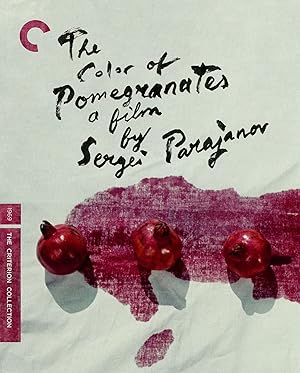 The
Color of
Pomegranates
a film
by
Sergei Parajanov
1969
THE CRITERION COLLECTION